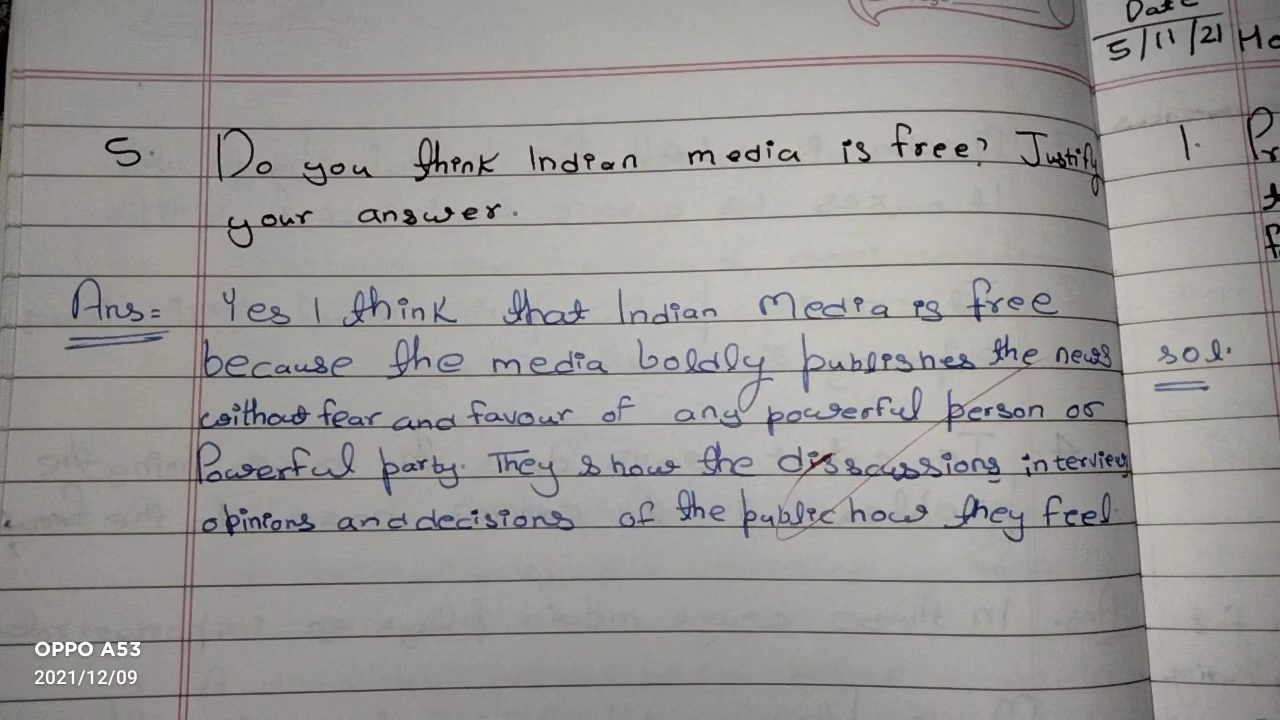 Date
5/11/21
5. Do you think Indian media is free? Justify
your answer.
Ans= Yes I think that Indian Media is free
because the media boldly publishes the news
without fear and favour of any powerful person or
Powerful party. They show the disscussions interview
opinions and decisions of the public how they feel
1.
sol.
OPPO A53
2021/12/09